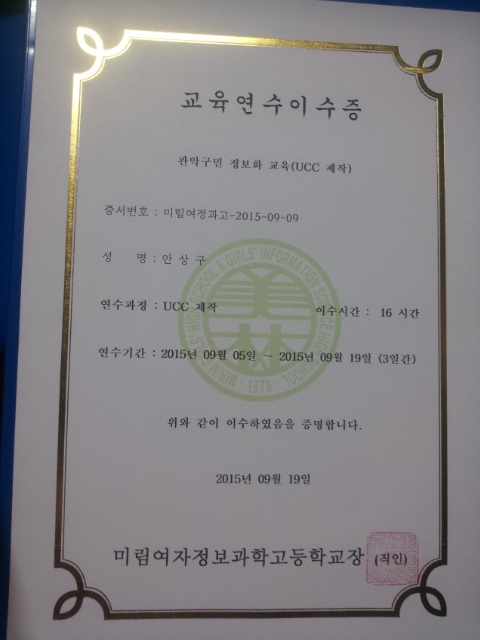 교육연수이수증
관악구민 정보화 교육(UCC 제작)
증서번호 : 미림여정과고-2015-09-09
성 명 : 안상구
연수과정 : UCC 제작 이수시간 : 16 시간
연수기간 : 2015년 09월 05일 ~ 2015년 09월 19일 (3일간)
MIRIM GIRLS' HIGH SCHOOL & GIRLS' INFORMATION SCIENCE HIGH SCHOOL
美林
1979
위와 같이 이수하였음을 증명합니다.
2015년 09월 19일
미림여자정보과학고등학교장 (직인)